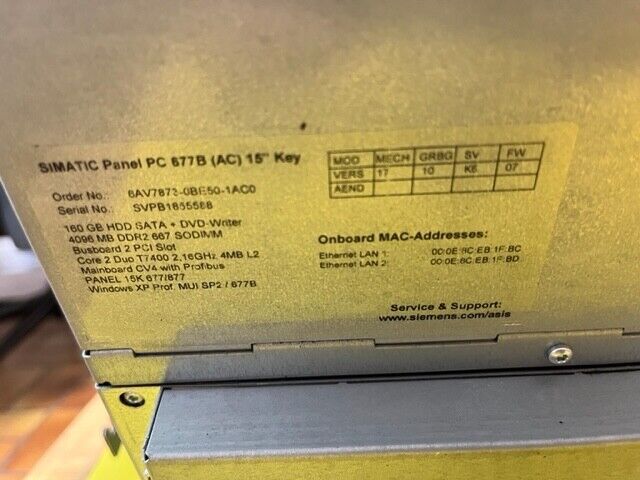 SIMATIC Panel PC 677B (AC) 15" Key
Order No.: 6AV7873-0BE50-1AC0
Serial No.: SVPB1855588
160 GB HDD SATA + DVD-Writer
4096 MB DDR2 667 SODIMM
Busboard 2 PCI Slot
Core 2 Duo T7400 2,16GHz, 4MB L2
Mainboard CV4 with Profibus
PANEL 15K 677/877
Windows XP Prof. MUI SP2 / 677B
MOD MECH GRBG SV FW
VERS 17 10 K6 07
AEND
Onboard MAC-Addresses:
Ethernet LAN 1: 00:0E:8C:EB:1F:BC
Ethernet LAN 2: 00:0E:8C:EB:1F:BD
Service & Support:
www.siemens.com/asis